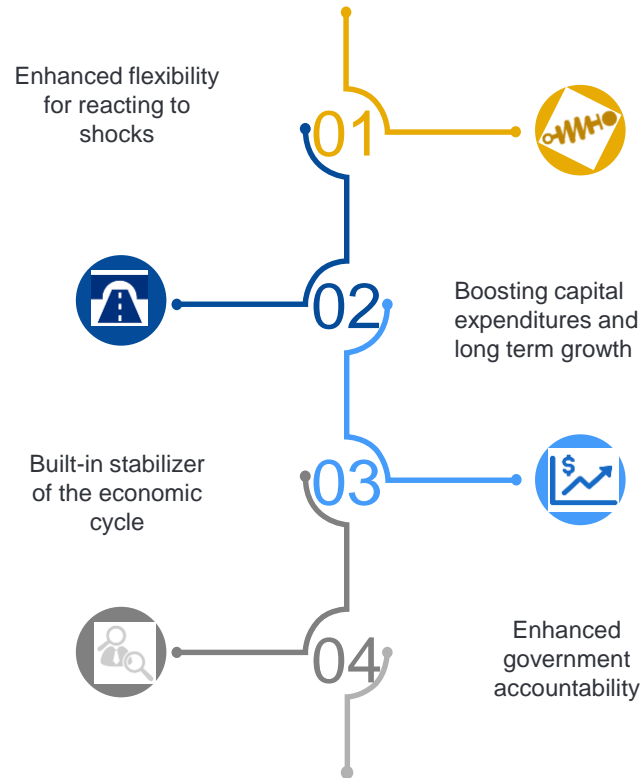 Enhanced flexibility
for reacting to
shocks
01
02
Boosting capital
expenditures and
long term growth
Built-in stabilizer
of the economic
cycle
03
$
04
Enhanced
government
accountability